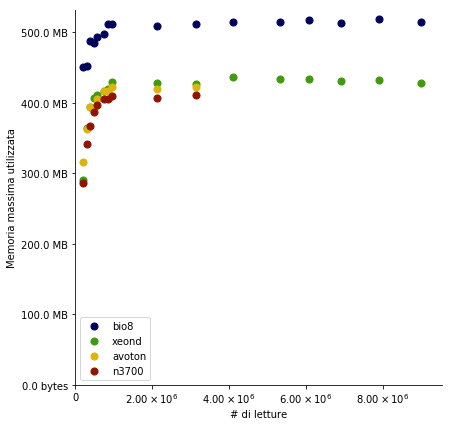 500.0 MB
400.0 MB
300.0 MB
200.0 MB
100.0 MB
0.0 bytes
Memoria massima utilizzata
bio8
xeond
avoton
n3700
0
2.00 × 10⁶
4.00 × 10⁶
6.00 × 10⁶
8.00 × 10⁶
# di letture